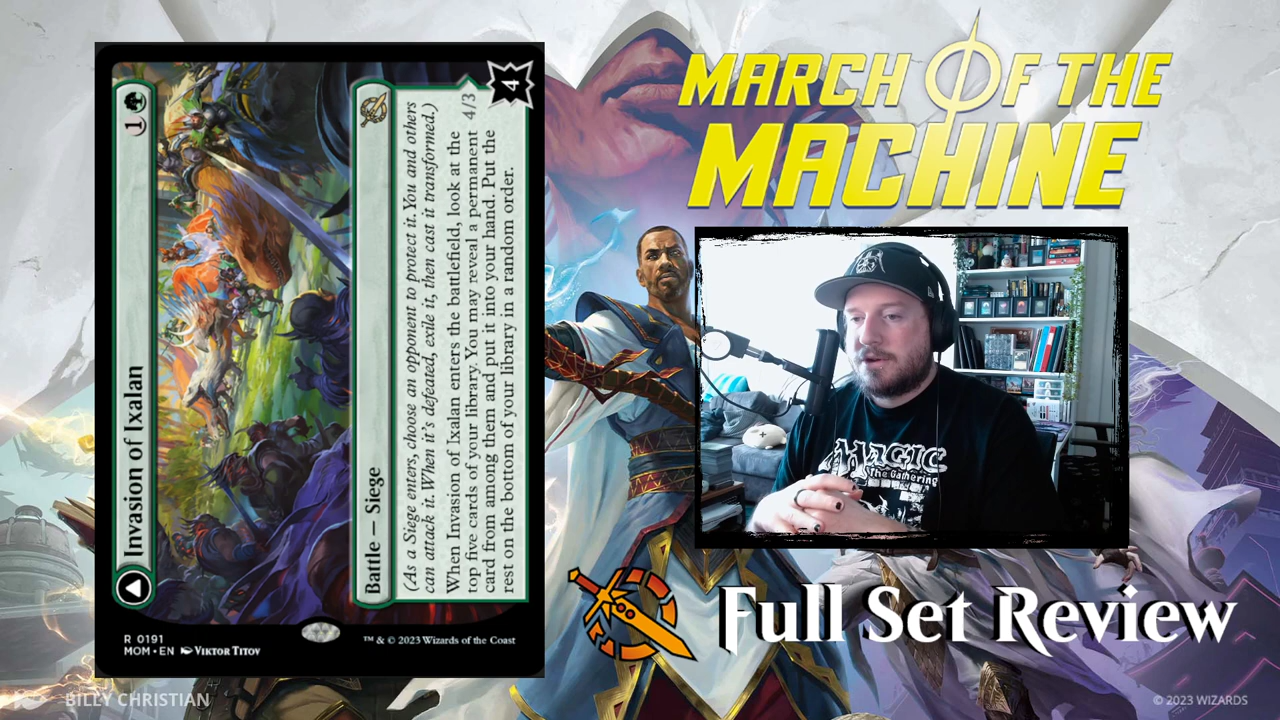 Invasion of Ixalan
1
Battle — Siege
(As a Siege enters, choose an opponent to protect it. You and others
can attack it. When it's defeated, exile it, then cast it transformed.)
When Invasion of Ixalan enters the battlefield, look at the
top five cards of your library. You may reveal a permanent
card from among them and put it into your hand. Put the
rest on the bottom of your library in a random order.
4/3
4
R 0191
MOM • EN VIKTOR TITOV
™ & © 2023 Wizards of the Coast
MARCH OF THE
MACHINE
MAGIC
The Gathering
Full Set Review
BILLY CHRISTIAN
© 2023 WIZARDS